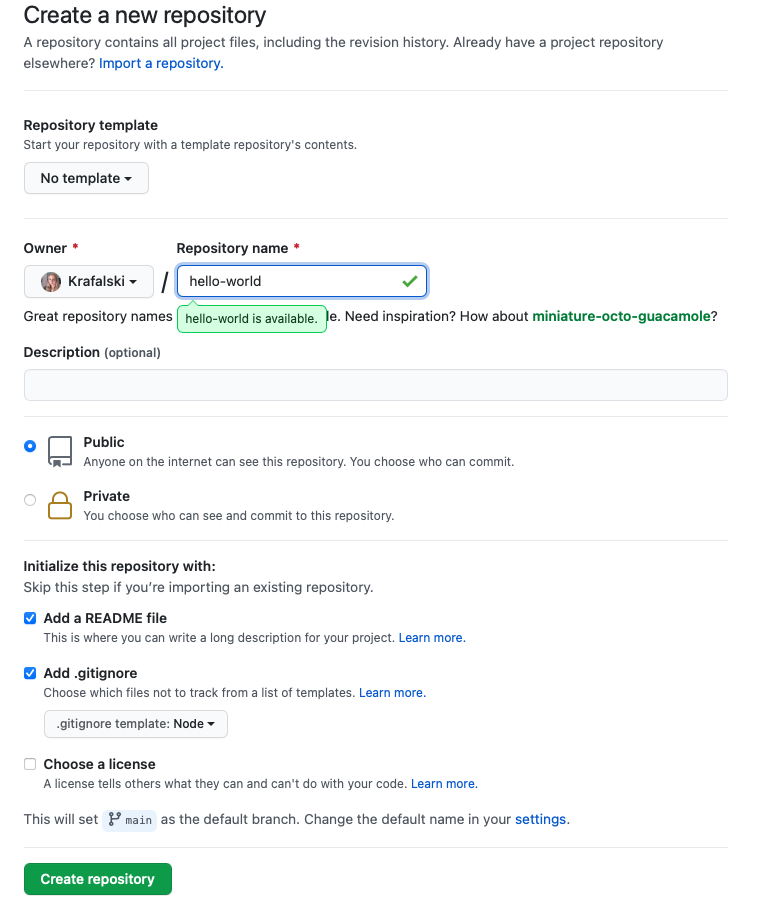 Create a new repository
A repository contains all project files, including the revision history. Already have a project repository
elsewhere? Import a repository.
Repository template
Start your repository with a template repository's contents.
No template
Owner *
Repository name *
Krafalski
/
hello-world
Great repository names
hello-world is available.
le. Need inspiration? How about miniature-octo-guacamole?
Description (optional)
Public
Anyone on the internet can see this repository. You choose who can commit.
Private
You choose who can see and commit to this repository.
Initialize this repository with:
Skip this step if you’re importing an existing repository.
Add a README file
This is where you can write a long description for your project. Learn more.
Add .gitignore
Choose which files not to track from a list of templates. Learn more.
.gitignore template: Node
Choose a license
A license tells others what they can and can't do with your code. Learn more.
This will set main as the default branch. Change the default name in your settings.
Create repository